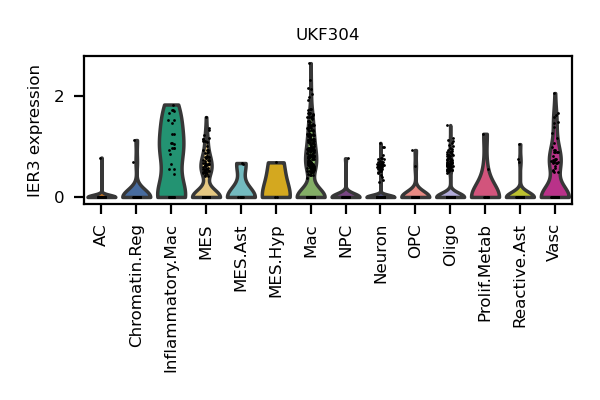 UKF304
IER3 expression
2
0
AC
Chromatin.Reg
Inflammatory.Mac
MES
MES.Ast
MES.Hyp
Mac
NPC
Neuron
OPC
Oligo
Prolif.Metab
Reactive.Ast
Vasc